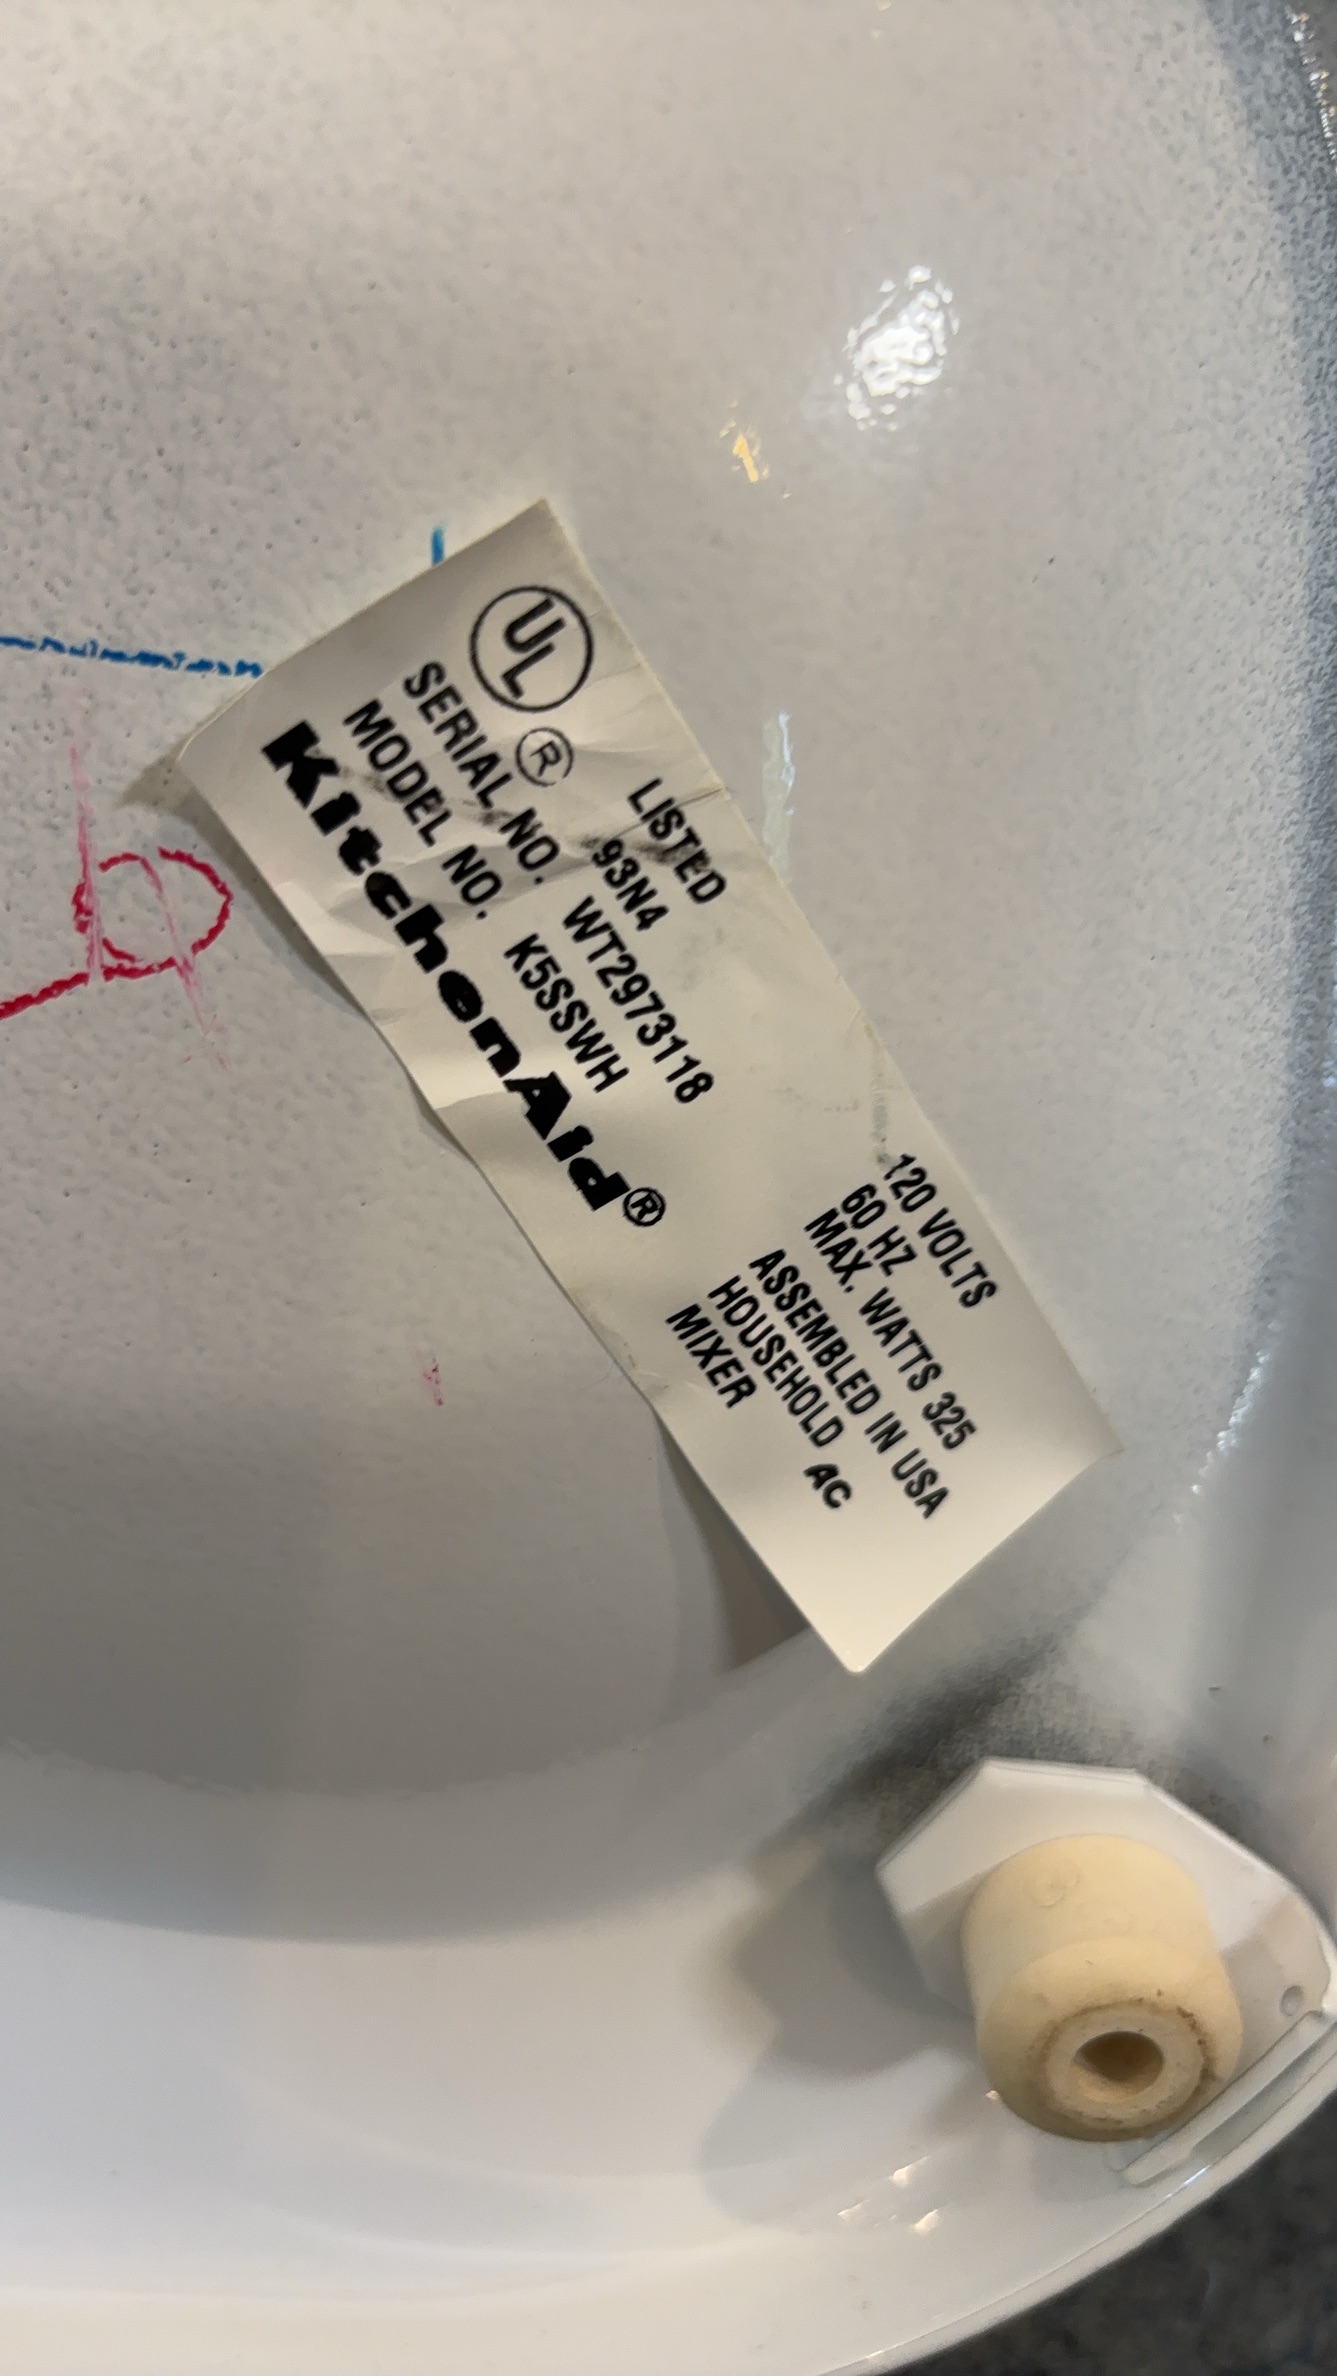 KitchenAid®
MODEL NO. K5SSWH
SERIAL NO. WT2973118
UL ® LISTED
93N4
MIXER
HOUSEHOLD AC
ASSEMBLED IN USA
MAX. WATTS 325
60 HZ
120 VOLTS